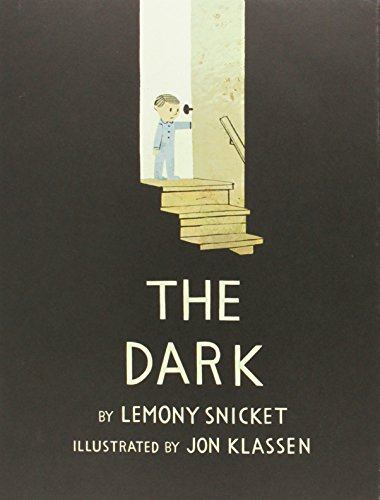 THE
DARK
BY LEMONY SNICKET
ILLUSTRATED BY JON KLASSEN